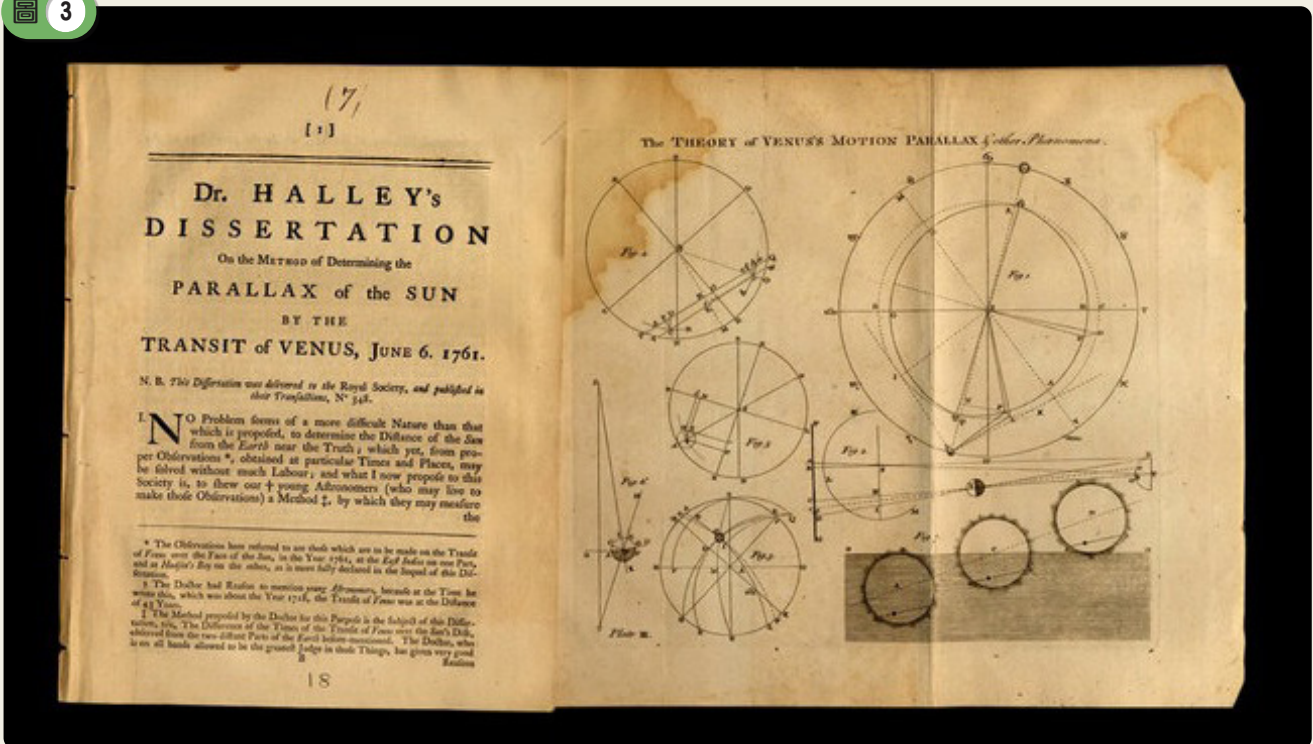 圖 3
(7)
[1]
Dr. HALLEY's
DISSERTATION
On the METHOD of Determining the
PARALLAX of the SUN
BY THE
TRANSIT of VENUS, JUNE 6. 1761.
N. B. This Dissertation was delivered to the Royal Society, and published in
their Transactions, N° 348.
I. NO Problem seems of a more difficult Nature than that
which is proposed, to determine the Distance of the Sun
from the Earth near the Truth; which yet, from pro-
per Observations *, obtained at particular Times and Places, may
be solved without much Labour; and what I now propose to this
Society is, to shew our † young Astronomers (who may live to
make those Observations) a Method ‡, by which they may measure
the
* The Observations here referred to are those which are to be made on the Transit
of Venus over the Face of the Sun, in the Year 1761, at the East Indies on one Part,
and at Hudson's Bay on the other, as is more fully declared in the Sequel of this Dis-
sertation.
† The Doctor had Reason to mention young Astronomers, because at the Time he
wrote this, which was about the Year 1716, the Transit of Venus was at the Distance
of 45 Years.
‡ The Method proposed by the Doctor for this Purpose is the Subject of this Disser-
tation, viz. The Difference of the Times of the Transit of Venus over the Sun's Disk,
observed from the two distant Parts of the Earth before-mentioned. The Doctor, who
is on all hands allowed to be the greatest Judge in these Things, has given very good
B Reasons
18
The THEORY of VENUS'S MOTION PARALLAX & other Phænomena.
Fig. 1
Fig. 2
Fig. 3
Plate III.